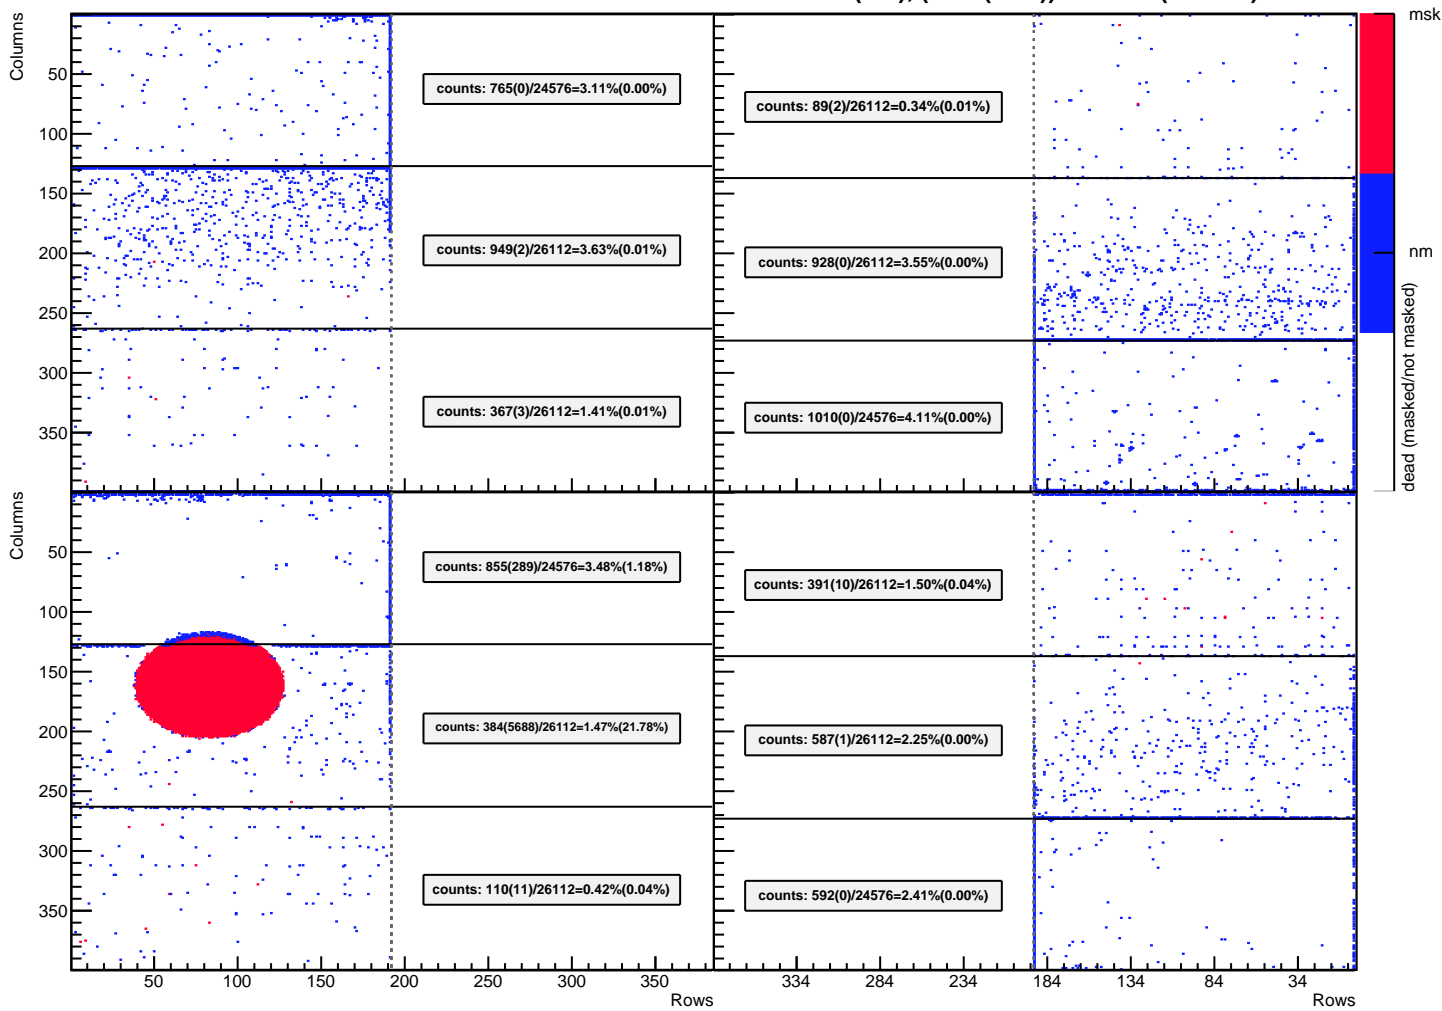 msk
Columns
50
100
150
200
250
300
350
counts: 765(0)/24576=3.11%(0.00%)
counts: 949(2)/26112=3.63%(0.01%)
counts: 367(3)/26112=1.41%(0.01%)
counts: 89(2)/26112=0.34%(0.01%)
counts: 928(0)/26112=3.55%(0.00%)
counts: 1010(0)/24576=4.11%(0.00%)
nm
dead (masked/not masked)
Columns
50
100
150
200
250
300
350
counts: 855(289)/24576=3.48%(1.18%)
counts: 384(5688)/26112=1.47%(21.78%)
counts: 110(11)/26112=0.42%(0.04%)
counts: 391(10)/26112=1.50%(0.04%)
counts: 587(1)/26112=2.25%(0.00%)
counts: 592(0)/24576=2.41%(0.00%)
50 100 150 200 250 300 350
Rows
334 284 234 184 134 84 34
Rows